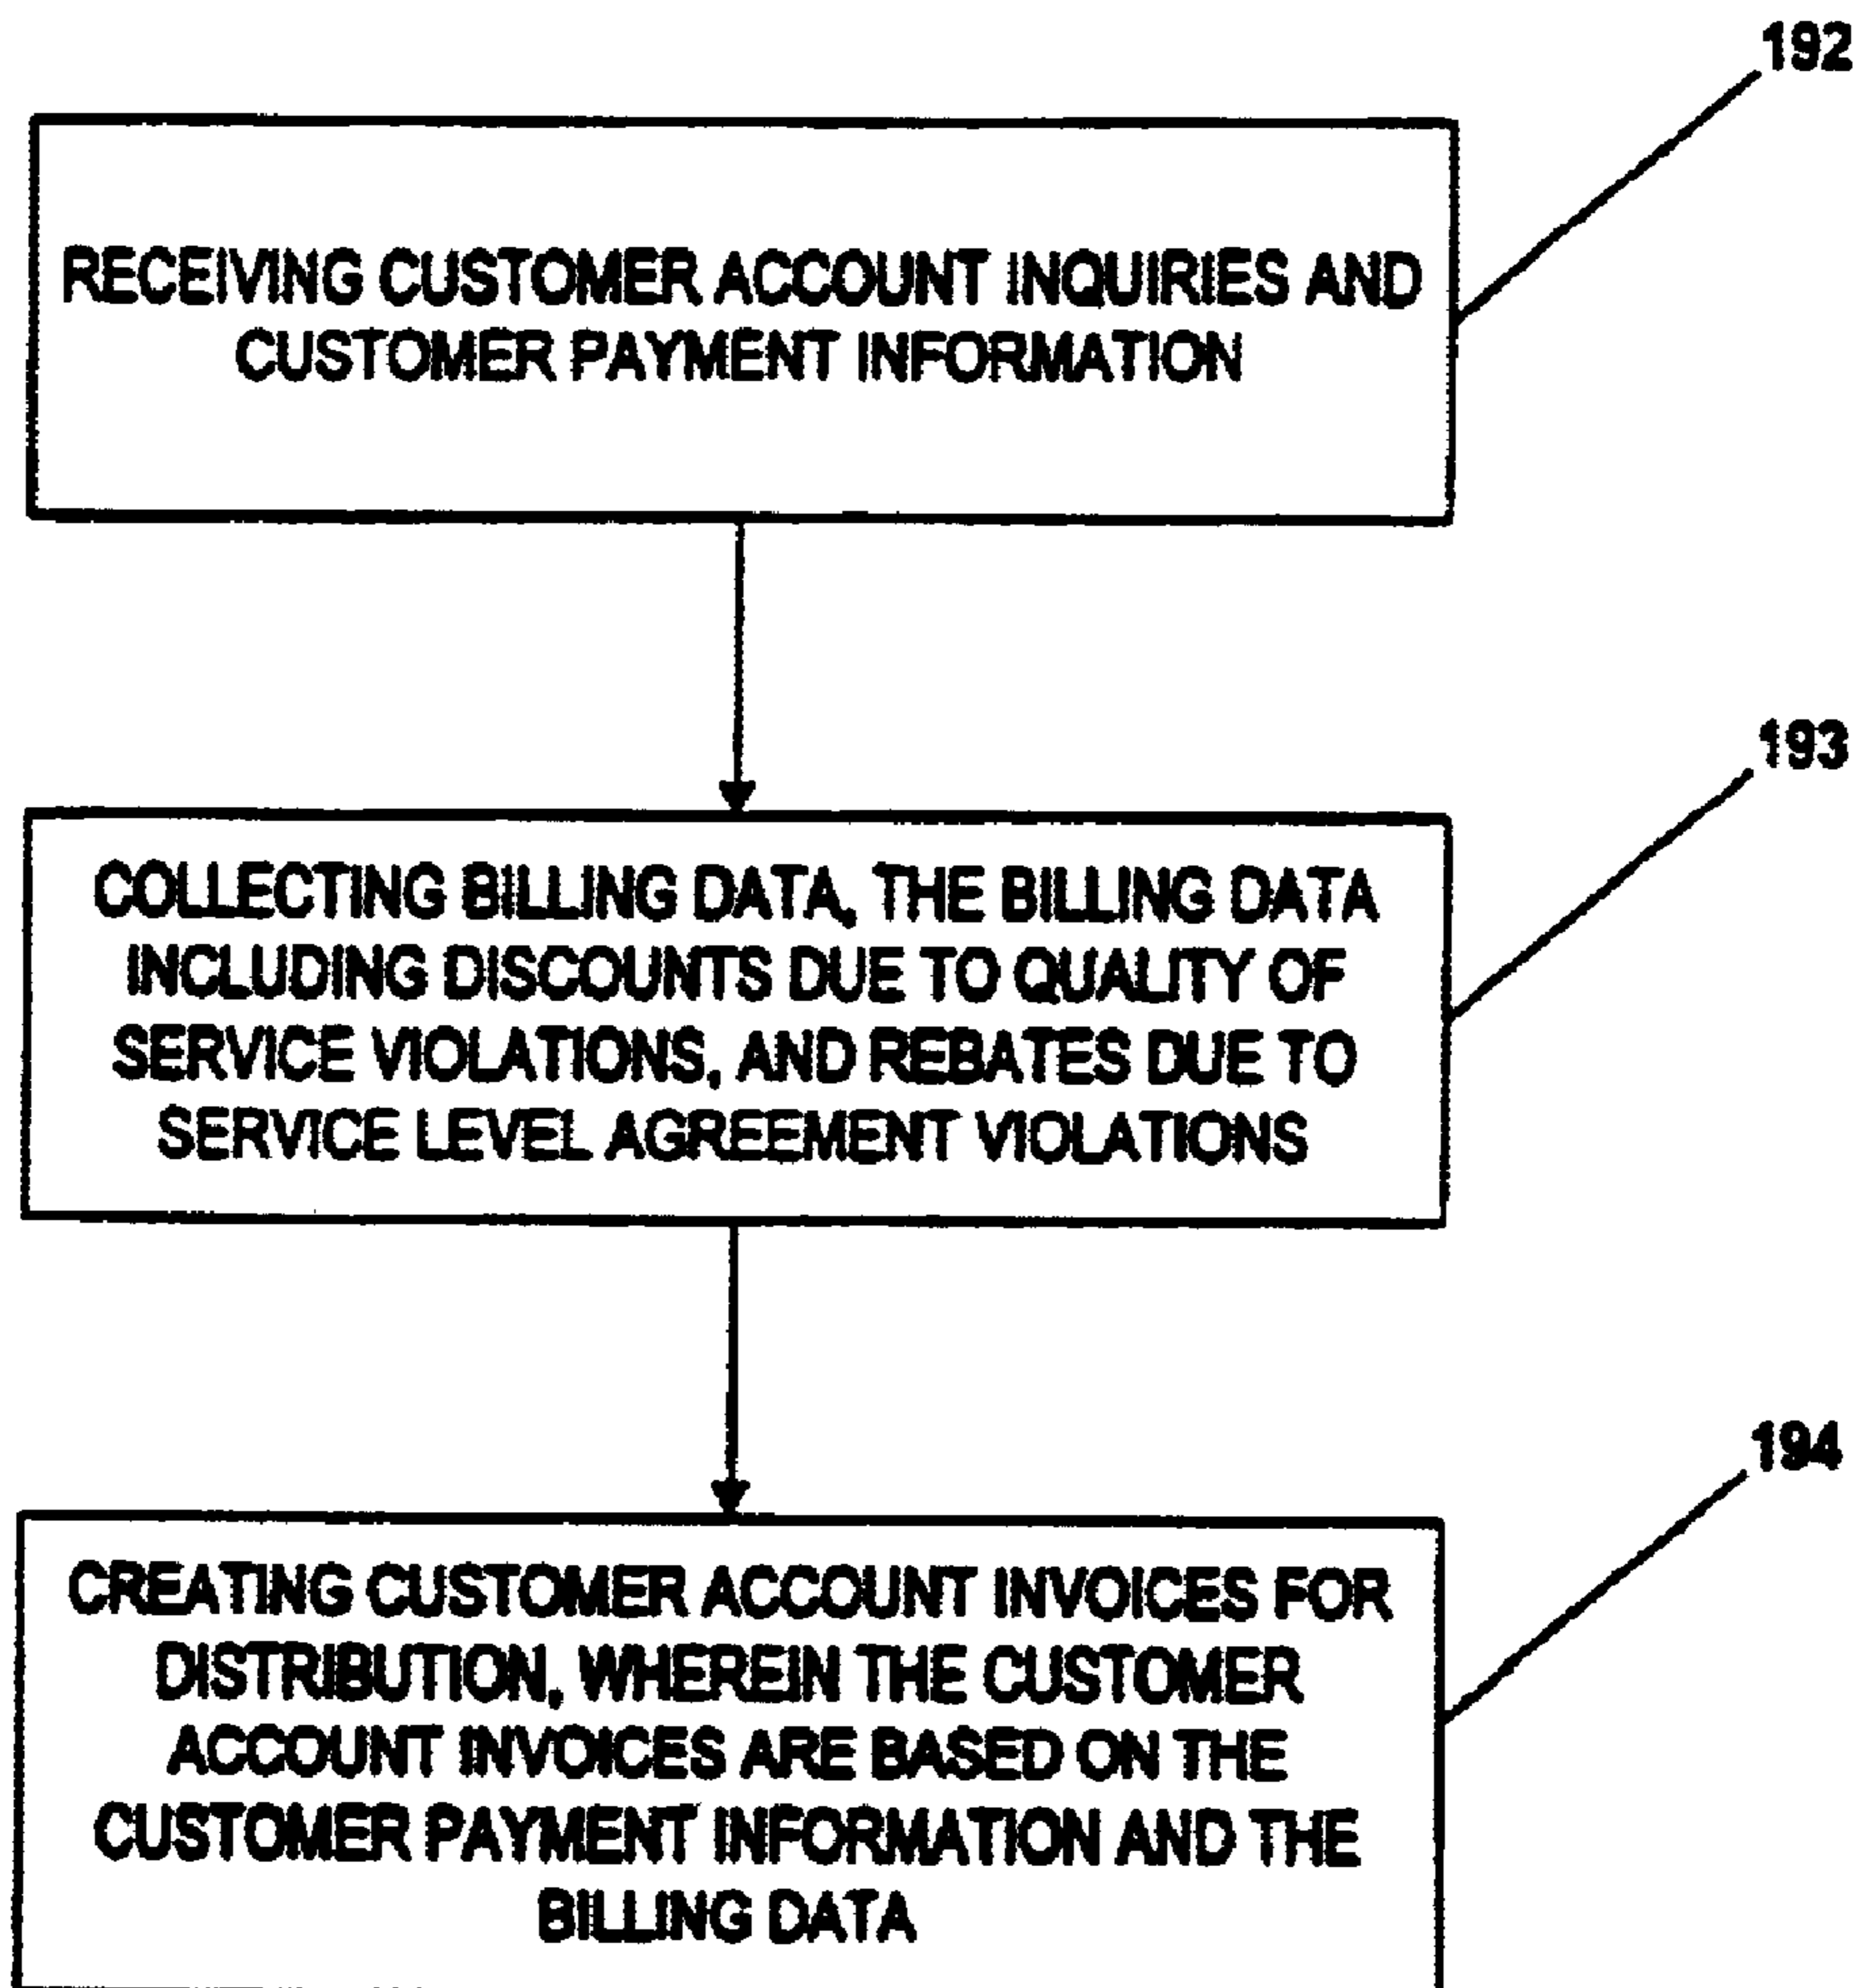 192
RECEIVING CUSTOMER ACCOUNT INQUIRIES AND
CUSTOMER PAYMENT INFORMATION
193
COLLECTING BILLING DATA, THE BILLING DATA
INCLUDING DISCOUNTS DUE TO QUALITY OF
SERVICE VIOLATIONS, AND REBATES DUE TO
SERVICE LEVEL AGREEMENT VIOLATIONS
194
CREATING CUSTOMER ACCOUNT INVOICES FOR
DISTRIBUTION, WHEREIN THE CUSTOMER
ACCOUNT INVOICES ARE BASED ON THE
CUSTOMER PAYMENT INFORMATION AND THE
BILLING DATA